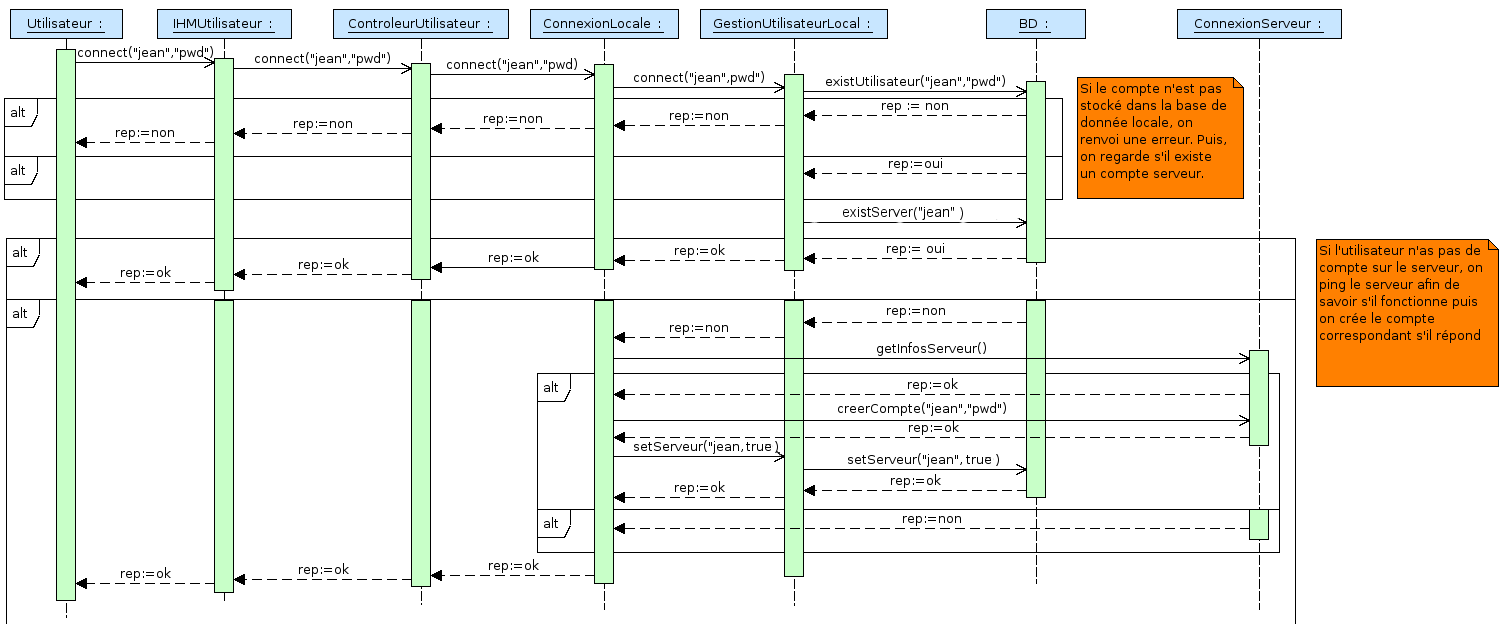 Utilisateur :
IHMUtilisateur :
ControleurUtilisateur :
ConnexionLocale :
GestionUtilisateurLocal :
BD :
ConnexionServeur :
connect("jean","pwd")
connect("jean","pwd")
connect("jean","pwd)
connect("jean",pwd")
existUtilisateur("jean","pwd")
Si le compte n'est pas
stocké dans la base de
donnée locale, on
renvoi une erreur. Puis,
on regarde s'il existe
un compte serveur.
alt
rep := non
rep:=non
rep:=non
rep:=non
rep:=non
alt
rep:=oui
existServer("jean" )
alt
rep:= oui
rep:=ok
rep:=ok
rep:=ok
rep:=ok
Si l'utilisateur n'as pas de
compte sur le serveur, on
ping le serveur afin de
savoir s'il fonctionne puis
on crée le compte
correspondant s'il répond
alt
rep:=non
rep:=non
getInfosServeur()
alt
rep:=ok
creerCompte("jean","pwd")
rep:=ok
setServeur("jean,true)
setServeur("jean",true )
rep:=ok
rep:=ok
alt
rep:=non
rep:=ok
rep:=ok
rep:=ok